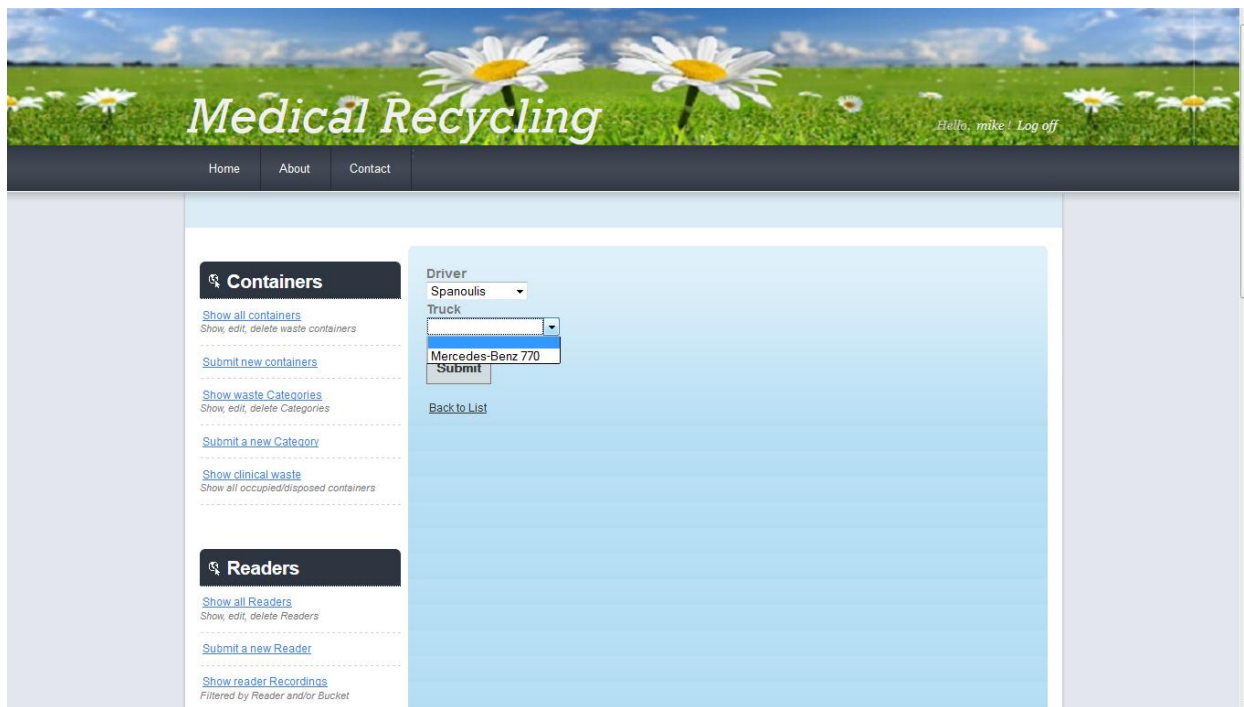 Medical Recycling
Hello, mike! Log off
Home About Contact
Containers
Show all containers
Show, edit, delete waste containers
Submit new containers
Show waste Categories
Show, edit, delete Categories
Submit a new Category
Show clinical waste
Show all occupied/disposed containers
Readers
Show all Readers
Show, edit, delete Readers
Submit a new Reader
Show reader Recordings
Filtered by Reader and/or Bucket
Driver
Spanoulis
Truck
Mercedes-Benz 770
Submit
Back to List